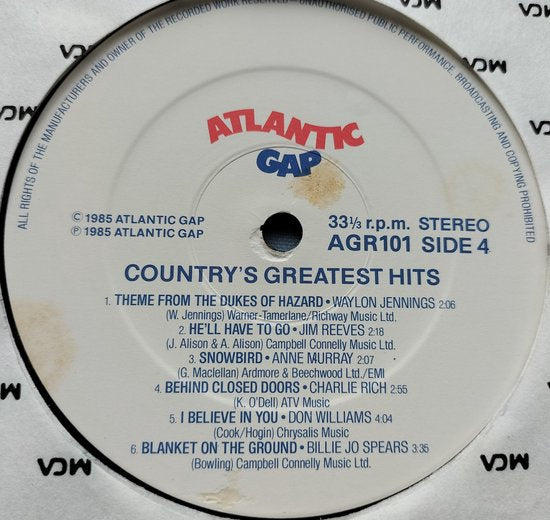 ALL RIGHTS OF THE MANUFACTURERS AND OWNER OF THE RECORDED WORK RESERVED – UNAUTHORISED PUBLIC PERFORMANCE, BROADCASTING AND COPYING PROHIBITED
ATLANTIC
GAP
© 1985 ATLANTIC GAP
℗ 1985 ATLANTIC GAP
33⅓ r.p.m. STEREO
AGR101 SIDE 4
COUNTRY'S GREATEST HITS
1. THEME FROM THE DUKES OF HAZARD • WAYLON JENNINGS 2:06
(W. Jennings) Warner-Tamerlane/Richway Music Ltd.
2. HE'LL HAVE TO GO • JIM REEVES 2:18
(J. Alison & A. Alison) Campbell Connelly Music Ltd.
3. SNOWBIRD • ANNE MURRAY 2:07
(G. Maclellan) Ardmore & Beechwood Ltd./EMI
4. BEHIND CLOSED DOORS • CHARLIE RICH 2:55
(K. O'Dell) ATV Music
5. I BELIEVE IN YOU • DON WILLIAMS 4:04
(Cook/Hogin) Chrysalis Music
6. BLANKET ON THE GROUND • BILLIE JO SPEARS 3:35
(Bowling) Campbell Connelly Music Ltd.
MCA
MCA
MCA
MCA
MCA
MCA
MCA